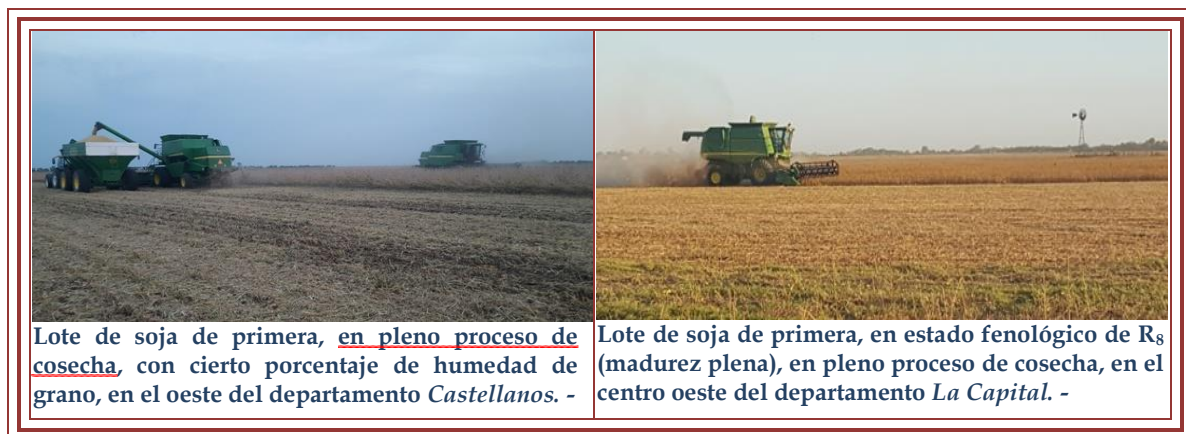 Lote de soja de primera, en pleno proceso de
cosecha, con cierto porcentaje de humedad de
grano, en el oeste del departamento Castellanos. -
Lote de soja de primera, en estado fenológico de R₈
(madurez plena), en pleno proceso de cosecha, en el
centro oeste del departamento La Capital. -